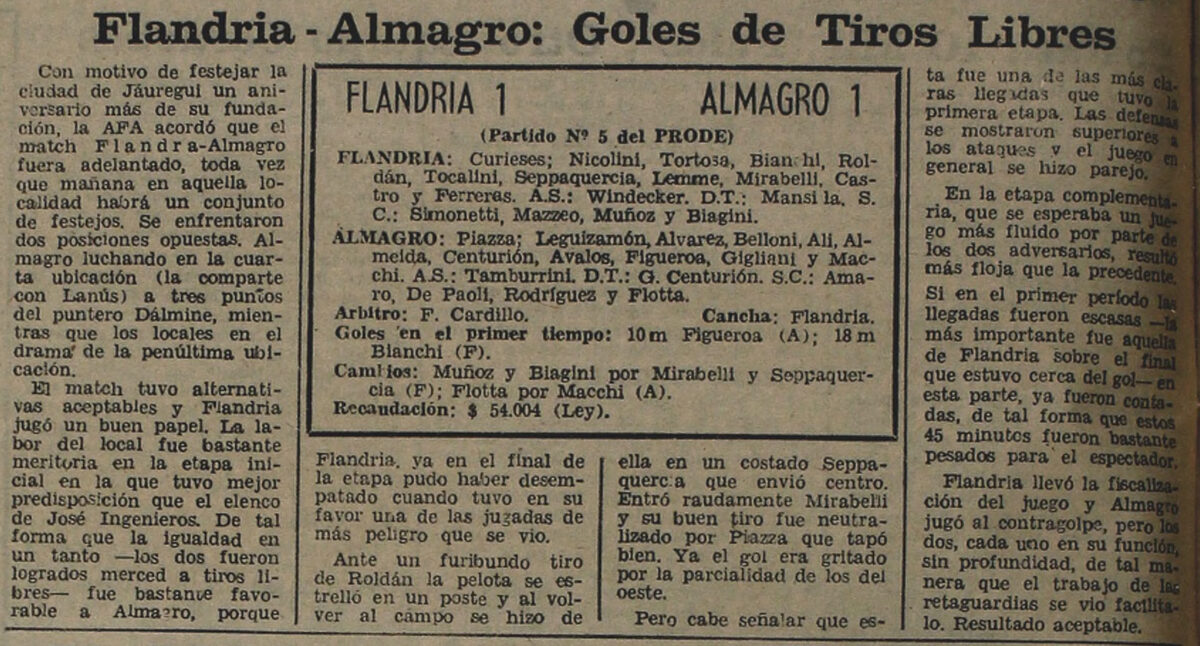 Flandria - Almagro: Goles de Tiros Libres
Con motivo de festejar la
ciudad de Jáuregui un ani-
versario más de su funda-
ción, la AFA acordó que el
match Flandra-Almagro
fuera adelantado, toda vez
que mañana en aquella lo-
calidad habrá un conjunto
de festejos. Se enfrentaron
dos posiciones opuestas. Al-
magro luchando en la cuar-
ta ubicación (la comparte
con Lanús) a tres puntos
del puntero Dálmine, mien-
tras que los locales en el
drama de la penúltima ubi-
cación.
El match tuvo alternati-
vas aceptables y Flandria
jugó un buen papel. La la-
bor del local fue bastante
meritoria en la etapa ini-
cial en la que tuvo mejor
predisposición que el elenco
de José Ingenieros. De tal
forma que la igualdad en
un tanto —los dos fueron
logrados merced a tiros li-
bres— fue bastante favo-
rable a Almagro, porque
FLANDRIA 1 ALMAGRO 1
(Partido Nº 5 del PRODE)
FLANDRIA: Curieses; Nicolini, Tortosa, Bianchi, Rol-
dán, Tocalini, Seppaquercia, Lemme, Mirabelli, Cas-
tro y Ferreras. A.S.: Windecker. D.T.: Mansi la. S.
C.: Simonetti, Mazzeo, Muñoz y Biagini.
ALMAGRO: Piazza; Leguizamón, Alvarez, Belloni, Ali, Al-
meida, Centurión, Avalos, Figueroa, Gigliani y Mac-
chi. A.S.: Tamburrini. D.T.: G. Centurión. S.C.: Ama-
ro, De Paoli, Rodríguez y Flotta.
Arbitro: F. Cardillo. Cancha: Flandria.
Goles en el primer tiempo: 10 m Figueroa (A); 18 m
Bianchi (F).
Cambios: Muñoz y Biagini por Mirabelli y Seppaquer-
cia (F); Flotta por Macchi (A).
Recaudación: $ 54.004 (Ley).
Flandria, ya en el final de
la etapa pudo haber desem-
patado cuando tuvo en su
favor una de las jugadas de
más peligro que se vio.
Ante un furibundo tiro
de Roldán la pelota se es-
trelló en un poste y al vol-
ver al campo se hizo de
ella en un costado Seppa-
quercia que envió centro.
Entró raudamente Mirabelli
y su buen tiro fue neutra-
lizado por Piazza que tapó
bien. Ya el gol era gritado
por la parcialidad de los del
oeste.
Pero cabe señalar que es-
ta fue una de las más cla-
ras llegadas que tuvo la
primera etapa. Las defensas
se mostraron superiores a
los ataques y el juego en
general se hizo parejo.
En la etapa complementa-
ria, que se esperaba un jue-
go más fluido por parte de
los dos adversarios, resultó
más floja que la precedente.
Si en el primer período las
llegadas fueron escasas —la
más importante fue aquella
de Flandria sobre el final
que estuvo cerca del gol— en
esta parte, ya fueron conta-
das, de tal forma que estos
45 minutos fueron bastante
pesados para el espectador.
Flandria llevó la fiscaliza-
ción del juego y Almagro
jugó al contragolpe, pero los
dos, cada uno en su función,
sin profundidad, de tal ma-
nera que el trabajo de las
retaguardias se vio facilita-
lo. Resultado aceptable.